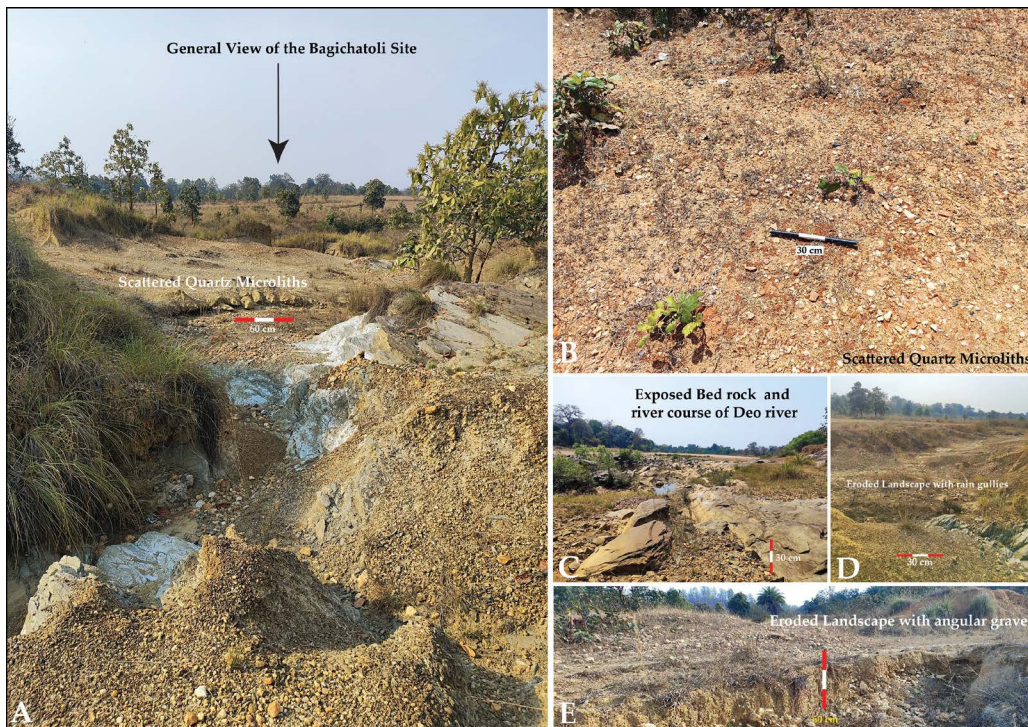 General View of the Bagichatoli Site
Scattered Quartz Microliths
60 cm
A
30 cm
B
Scattered Quartz Microliths
Exposed Bed rock and
river course of Deo river
30 cm
C
Eroded Landscape with rain gullies
30 cm
D
Eroded Landscape with angular grave
cm
E